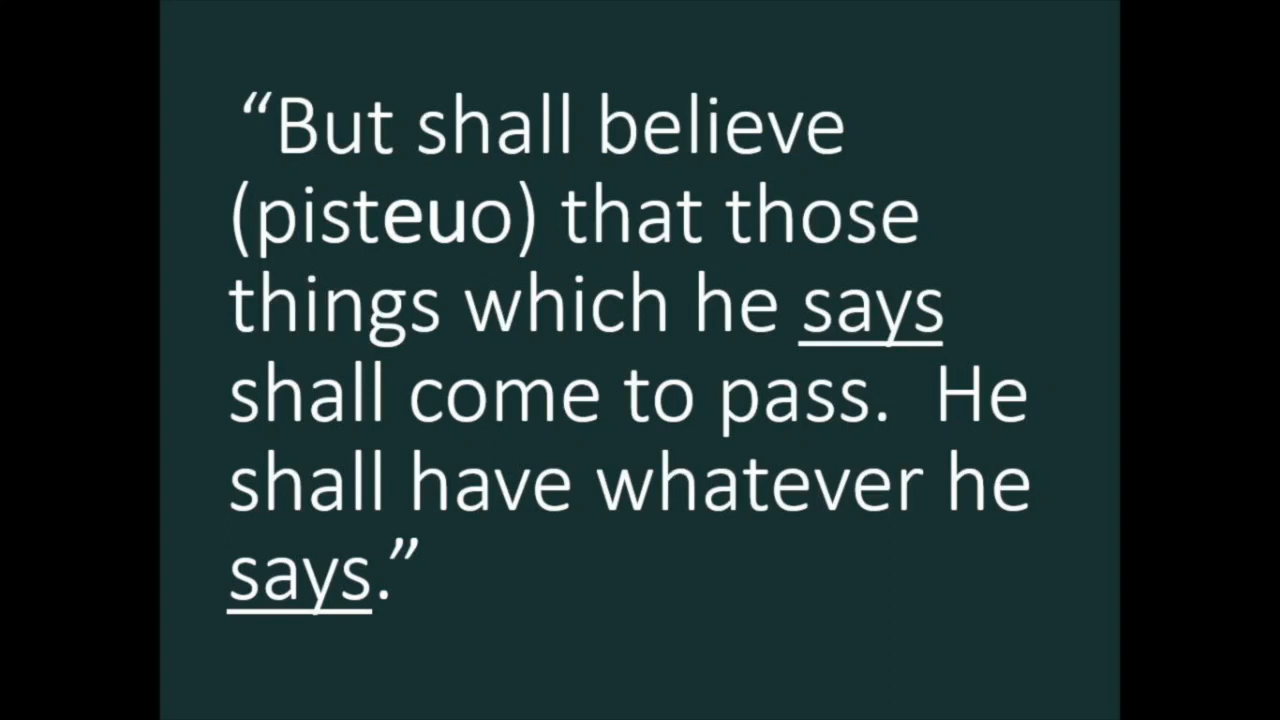 “But shall believe
(pisteuo) that those
things which he says
shall come to pass.  He
shall have whatever he
says.”